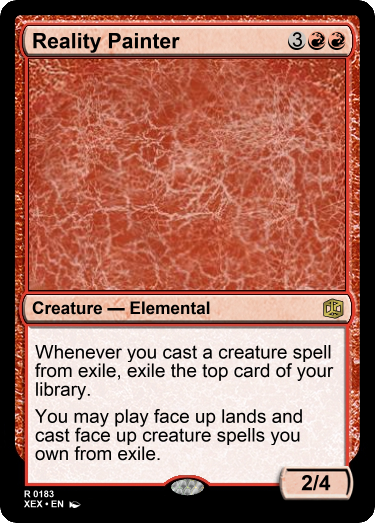 Reality Painter 3
Creature — Elemental
Whenever you cast a creature spell
from exile, exile the top card of your
library.
You may play face up lands and
cast face up creature spells you
own from exile.
2/4
R 0183
XEX • EN